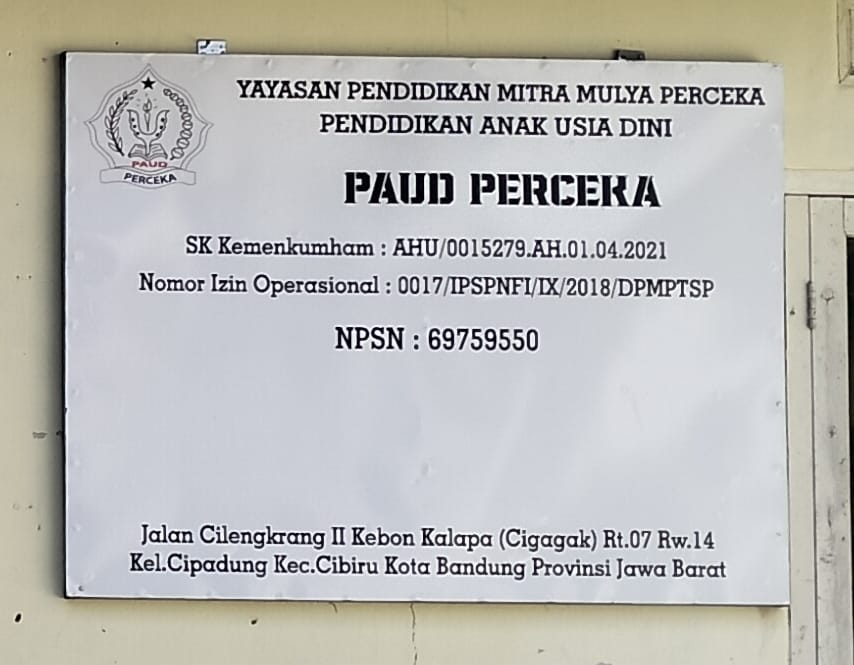 YAYASAN PENDIDIKAN MITRA MULYA PERCEKA
PENDIDIKAN ANAK USIA DINI
PAUD PERCEKA
PAUD
PERCEKA
SK Kemenkumham : AHU/0015279.AH.01.04.2021
Nomor Izin Operasional : 0017/IPSPNFI/IX/2018/DPMPTSP
NPSN : 69759550
Jalan Cilengkrang II Kebon Kalapa (Cigagak) Rt.07 Rw.14
Kel.Cipadung Kec.Cibiru Kota Bandung Provinsi Jawa Barat